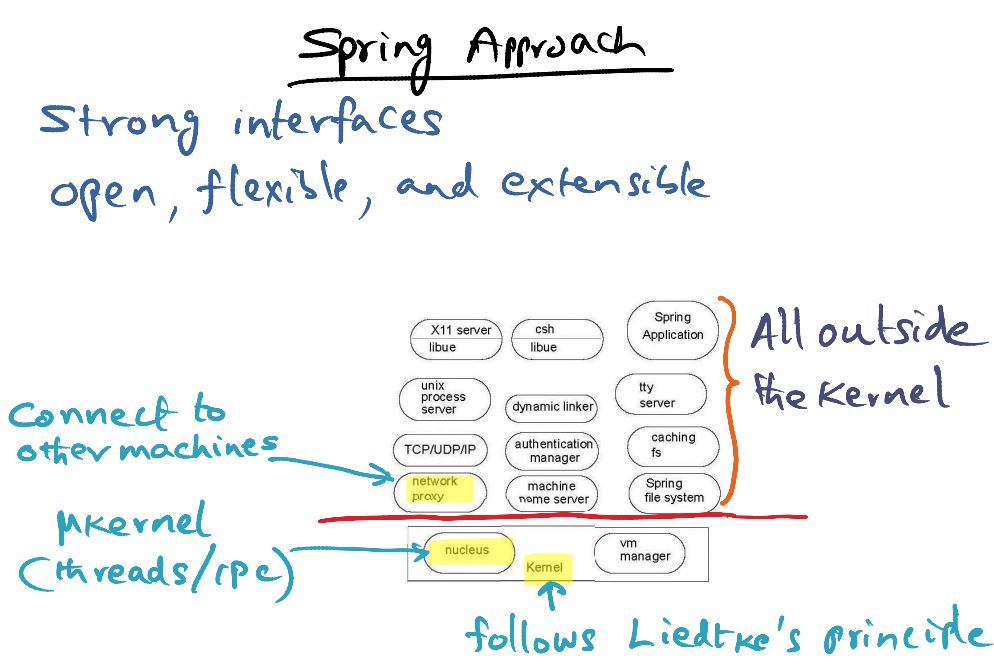 Spring Approach
Strong interfaces
open, flexible, and extensible
X11 server
libue
csh
libue
Spring
Application
All outside
the Kernel
unix
process
server
dynamic linker
tty
server
Connect to
other machines
TCP/UDP/IP
authentication
manager
caching
fs
network
proxy
machine
name server
Spring
file system
μKernel
(threads/rpc)
nucleus
Kernel
vm
manager
follows Liedtke's principle